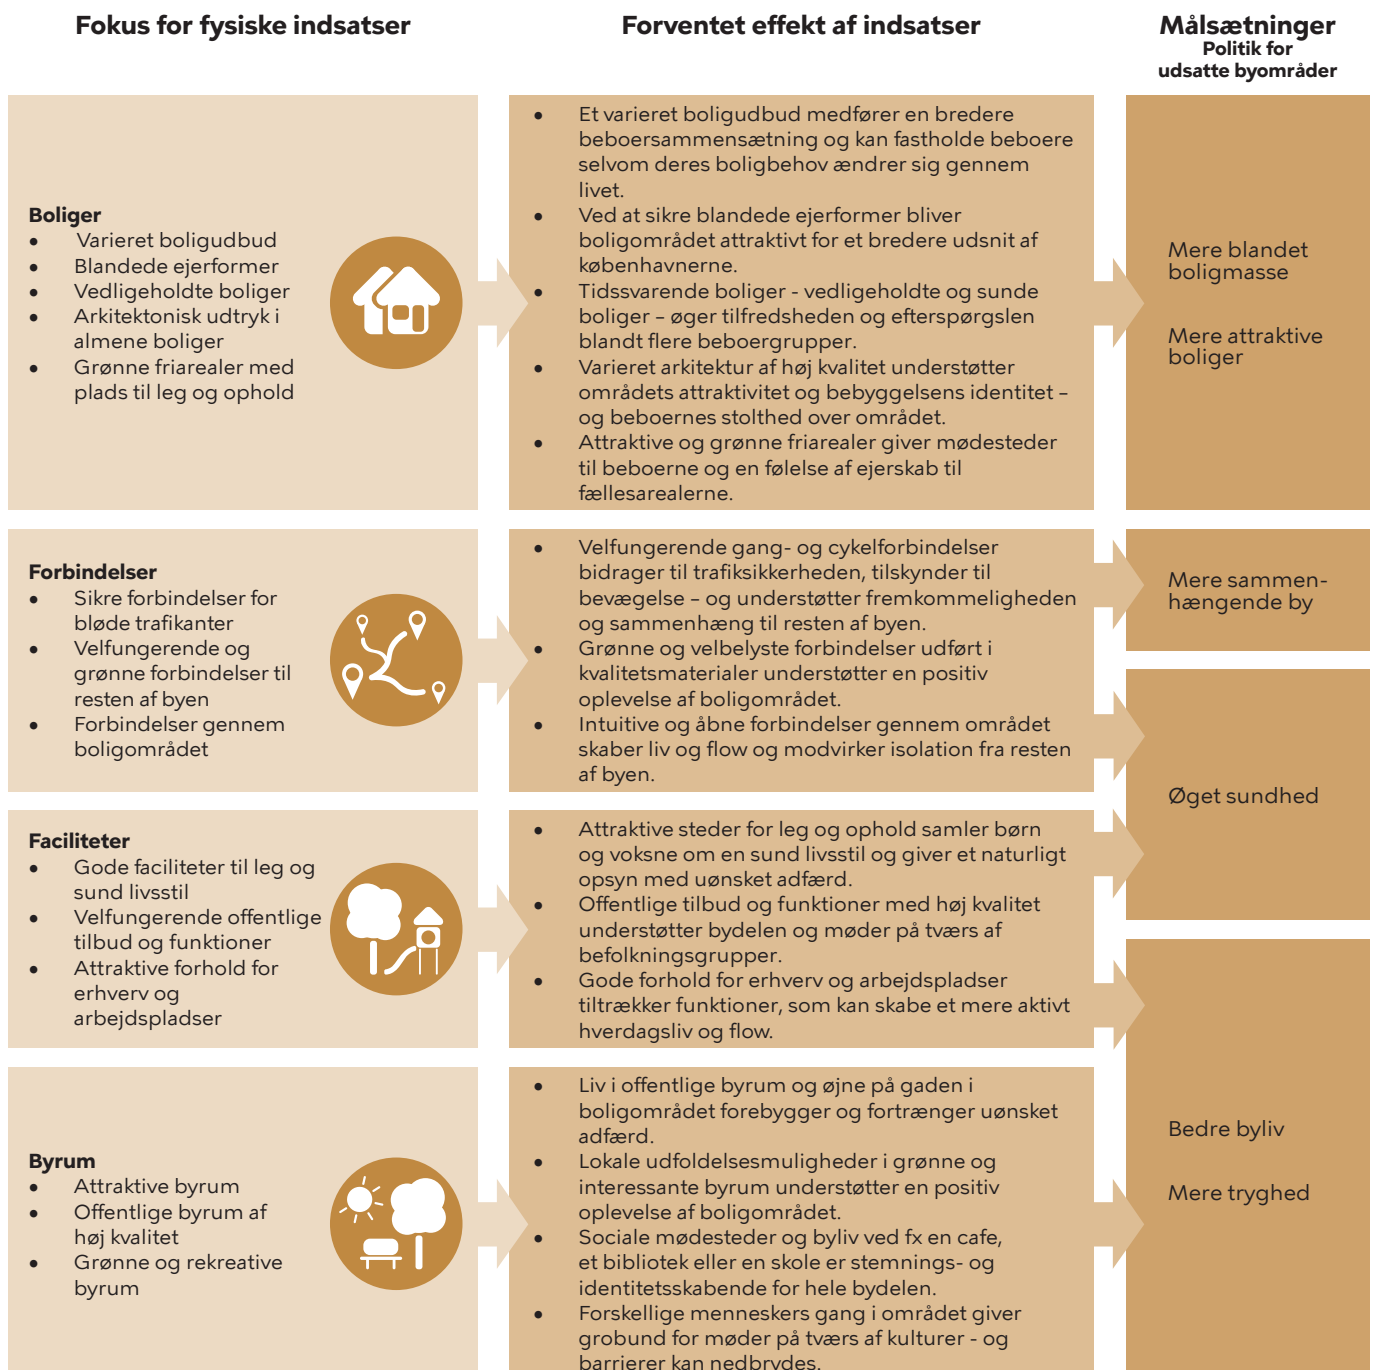 Fokus for fysiske indsatser
Forventet effekt af indsatser
Målsætninger
Politik for
udsatte byområder
Boliger
• Varieret boligudbud
• Blandede ejerformer
• Vedligeholdte boliger
• Arkitektonisk udtryk i
almene boliger
• Grønne friarealer med
plads til leg og ophold
• Et varieret boligudbud medfører en bredere
beboersammensætning og kan fastholde beboere
selvom deres boligbehov ændrer sig gennem
livet.
• Ved at sikre blandede ejerformer bliver
boligområdet attraktivt for et bredere udsnit af
københavnerne.
• Tidssvarende boliger - vedligeholdte og sunde
boliger – øger tilfredsheden og efterspørgslen
blandt flere beboergrupper.
• Varieret arkitektur af høj kvalitet understøtter
områdets attraktivitet og bebyggelsens identitet –
og beboernes stolthed over området.
• Attraktive og grønne friarealer giver mødesteder
til beboerne og en følelse af ejerskab til
fællesarealerne.
Mere blandet
boligmasse
Mere attraktive
boliger
Forbindelser
• Sikre forbindelser for
bløde trafikanter
• Velfungerende og
grønne forbindelser til
resten af byen
• Forbindelser gennem
boligområdet
• Velfungerende gang- og cykelforbindelser
bidrager til trafiksikkerheden, tilskynder til
bevægelse – og understøtter fremkommeligheden
og sammenhæng til resten af byen.
• Grønne og velbelyste forbindelser udført i
kvalitetsmaterialer understøtter en positiv
oplevelse af boligområdet.
• Intuitive og åbne forbindelser gennem området
skaber liv og flow og modvirker isolation fra resten
af byen.
Mere sammen-
hængende by
Øget sundhed
Faciliteter
• Gode faciliteter til leg og
sund livsstil
• Velfungerende offentlige
tilbud og funktioner
• Attraktive forhold for
erhverv og
arbejdspladser
• Attraktive steder for leg og ophold samler børn
og voksne om en sund livsstil og giver et naturligt
opsyn med uønsket adfærd.
• Offentlige tilbud og funktioner med høj kvalitet
understøtter bydelen og møder på tværs af
befolkningsgrupper.
• Gode forhold for erhverv og arbejdspladser
tiltrækker funktioner, som kan skabe et mere aktivt
hverdagsliv og flow.
Byrum
• Attraktive byrum
• Offentlige byrum af
høj kvalitet
• Grønne og rekreative
byrum
• Liv i offentlige byrum og øjne på gaden i
boligområdet forebygger og fortrænger uønsket
adfærd.
• Lokale udfoldelsesmuligheder i grønne og
interessante byrum understøtter en positiv
oplevelse af boligområdet.
• Sociale mødesteder og byliv ved fx en cafe,
et bibliotek eller en skole er stemnings- og
identitetsskabende for hele bydelen.
• Forskellige menneskers gang i området giver
grobund for møder på tværs af kulturer - og
barrierer kan nedbrydes.
Bedre byliv
Mere tryghed